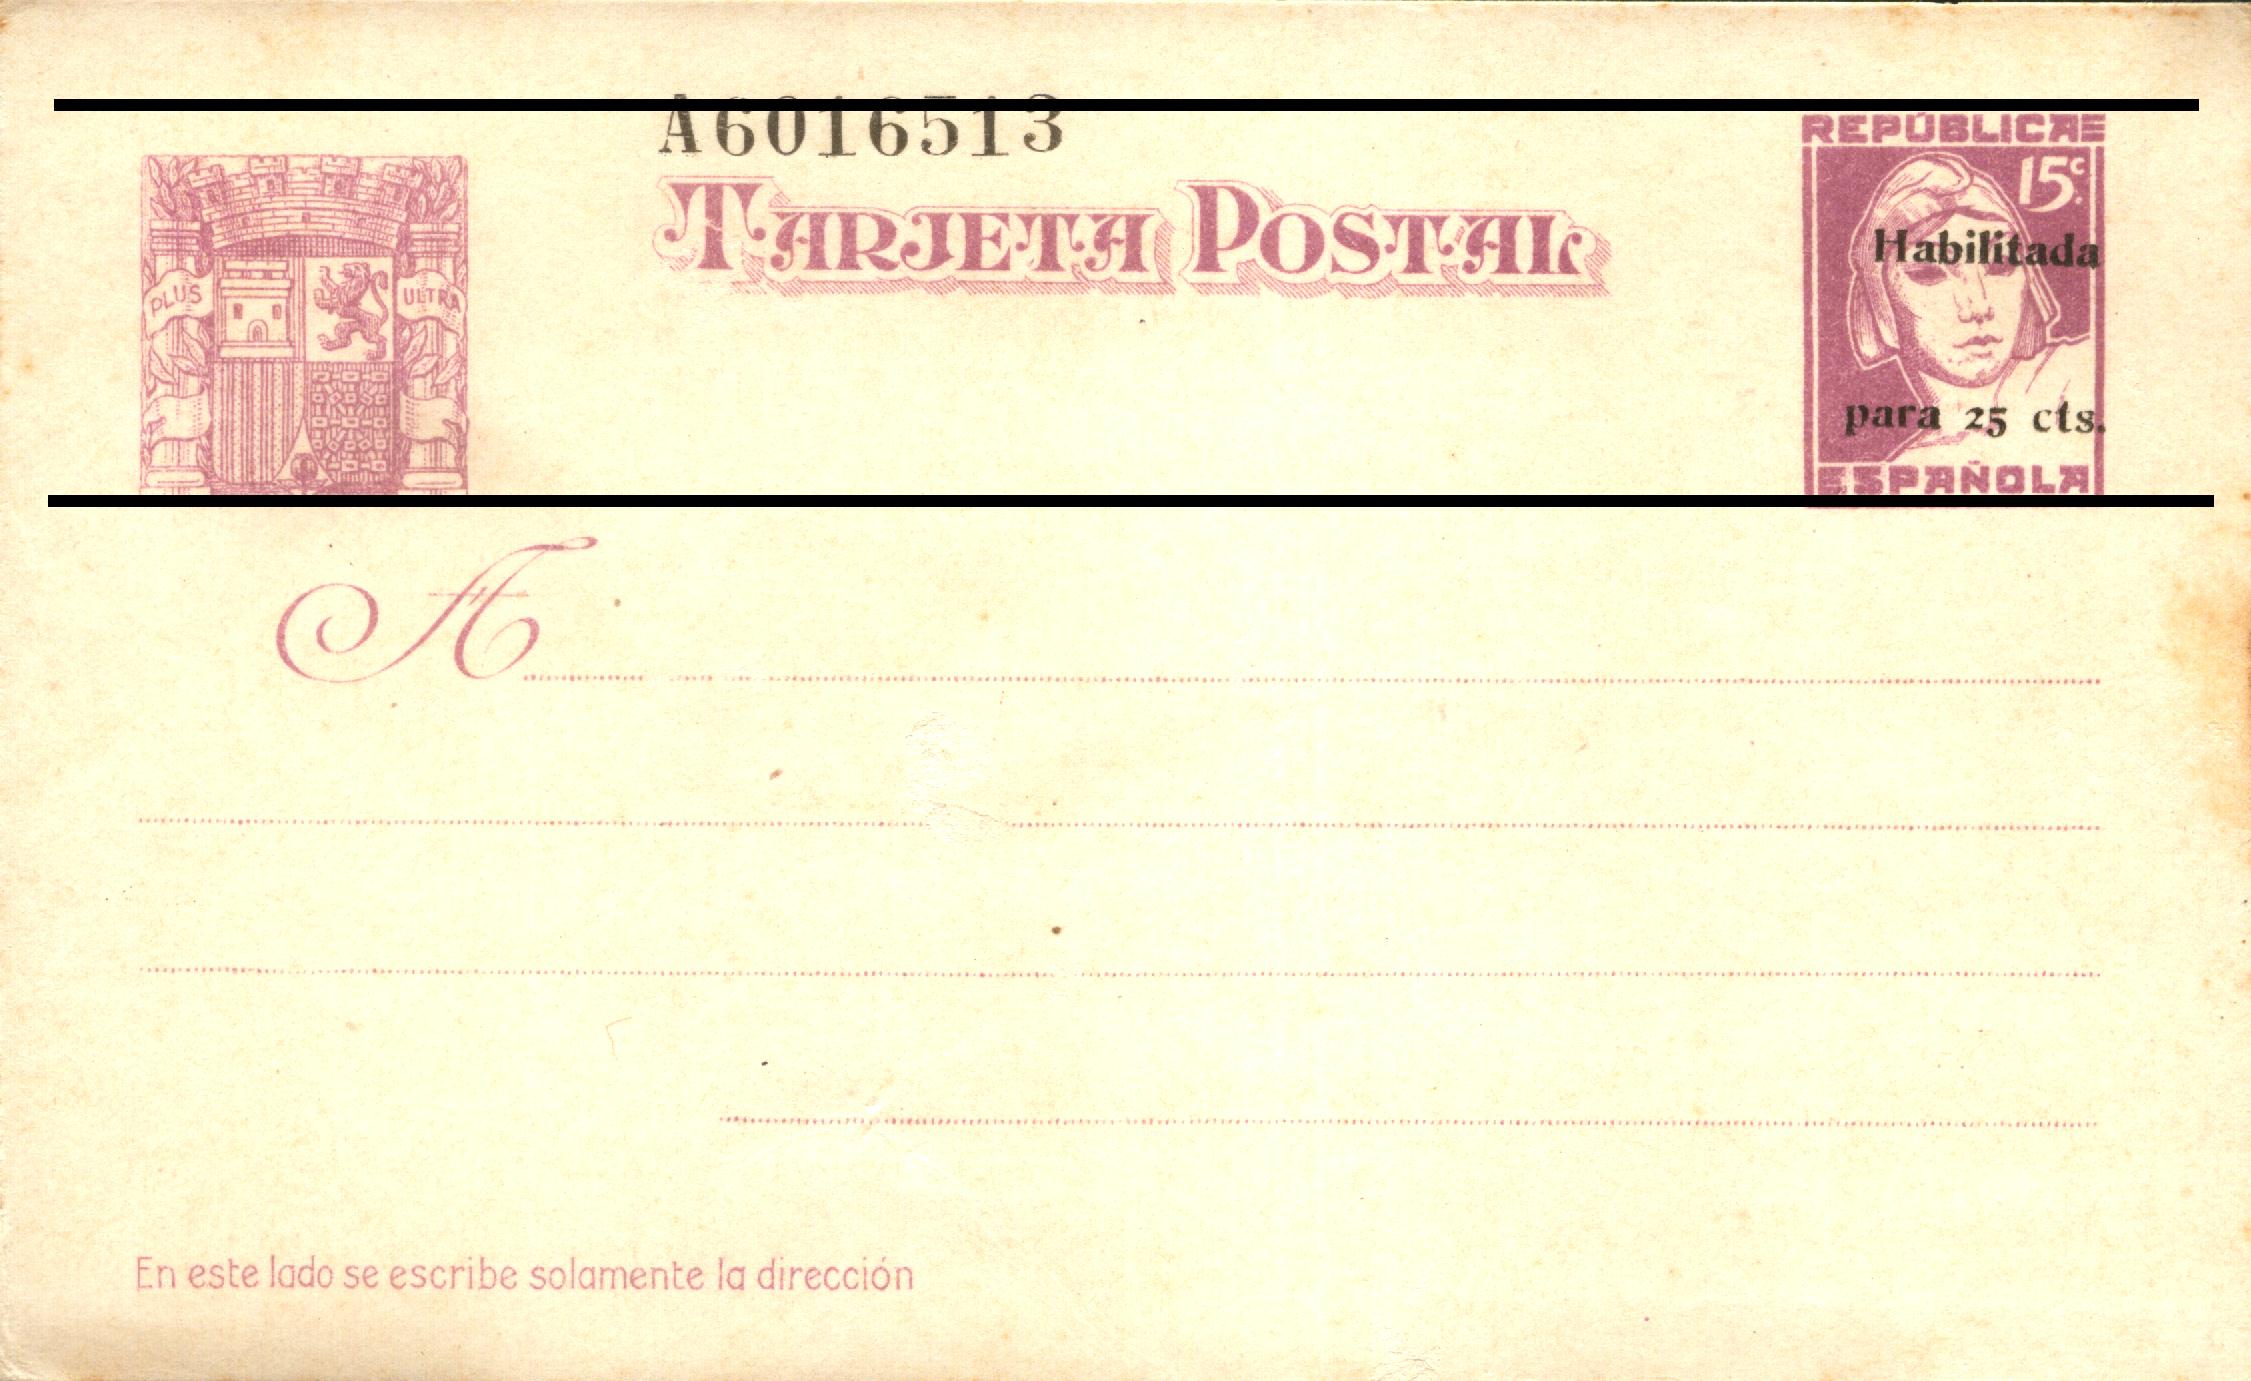 A6016513
TARJETA POSTAL
PLUS ULTRA
REPÚBLICA
15c.
Habilitada
para 25 cts.
ESPAÑOLA
A
En este lado se escribe solamente la dirección